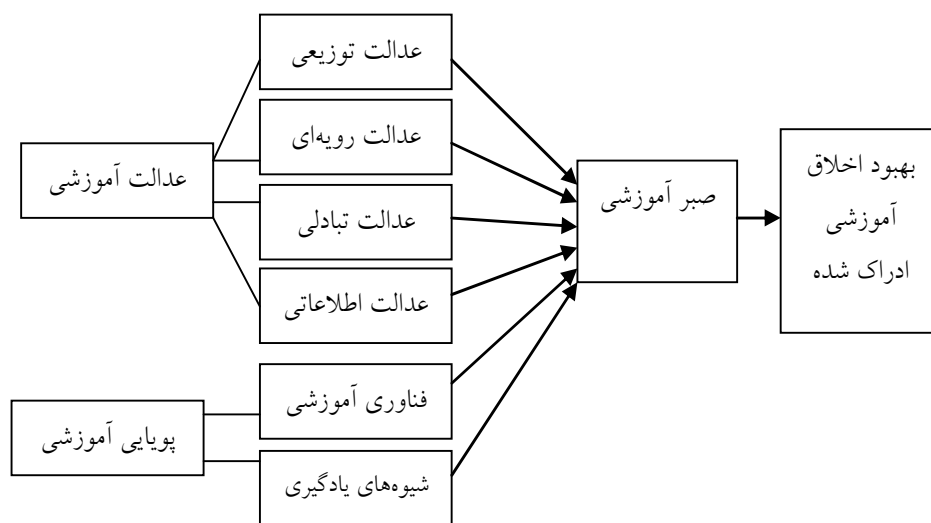 عدالت توزیعی
عدالت رویه‌ای
عدالت آموزشی
عدالت تبادلی
عدالت اطلاعاتی
فناوری آموزشی
پویایی آموزشی
شیوه‌های یادگیری
صبر آموزشی
بهبود اخلاق
آموزشی
ادراک شده